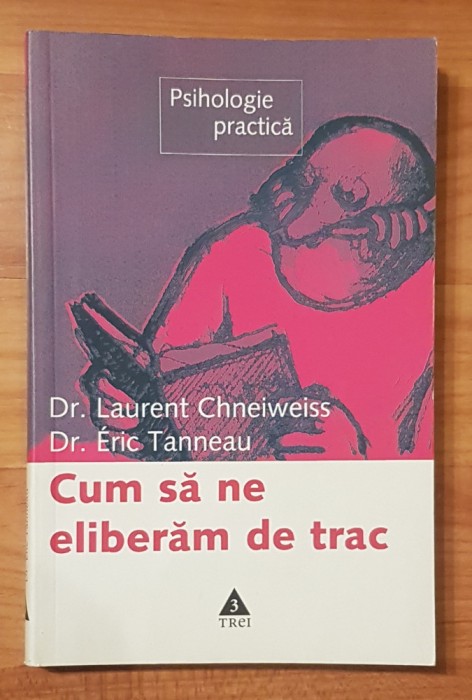 Psihologie
practică
Dr. Laurent Chneiweiss
Dr. Éric Tanneau
Cum să ne
eliberăm de trac
3
TREI